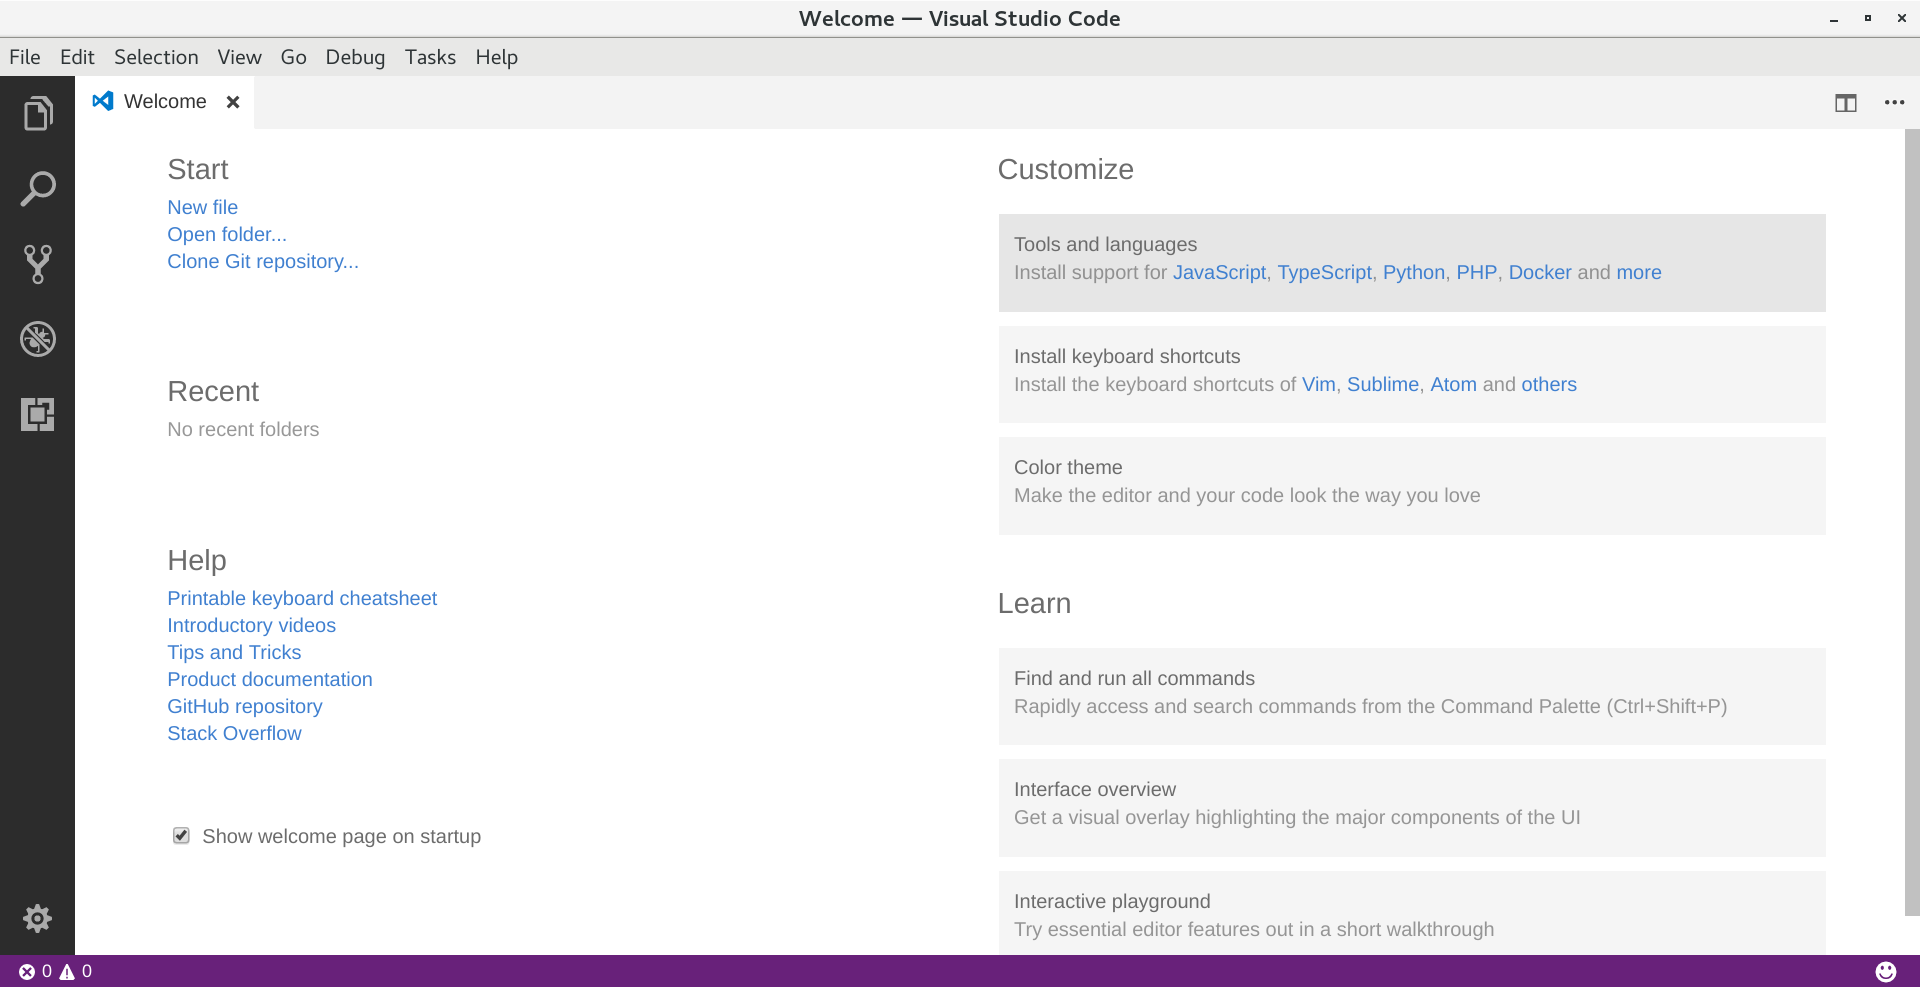 Welcome — Visual Studio Code
File Edit Selection View Go Debug Tasks Help
Welcome
Start
New file
Open folder...
Clone Git repository...
Recent
No recent folders
Help
Printable keyboard cheatsheet
Introductory videos
Tips and Tricks
Product documentation
GitHub repository
Stack Overflow
Show welcome page on startup
Customize
Tools and languages
Install support for JavaScript, TypeScript, Python, PHP, Docker and more
Install keyboard shortcuts
Install the keyboard shortcuts of Vim, Sublime, Atom and others
Color theme
Make the editor and your code look the way you love
Learn
Find and run all commands
Rapidly access and search commands from the Command Palette (Ctrl+Shift+P)
Interface overview
Get a visual overlay highlighting the major components of the UI
Interactive playground
Try essential editor features out in a short walkthrough
0 0